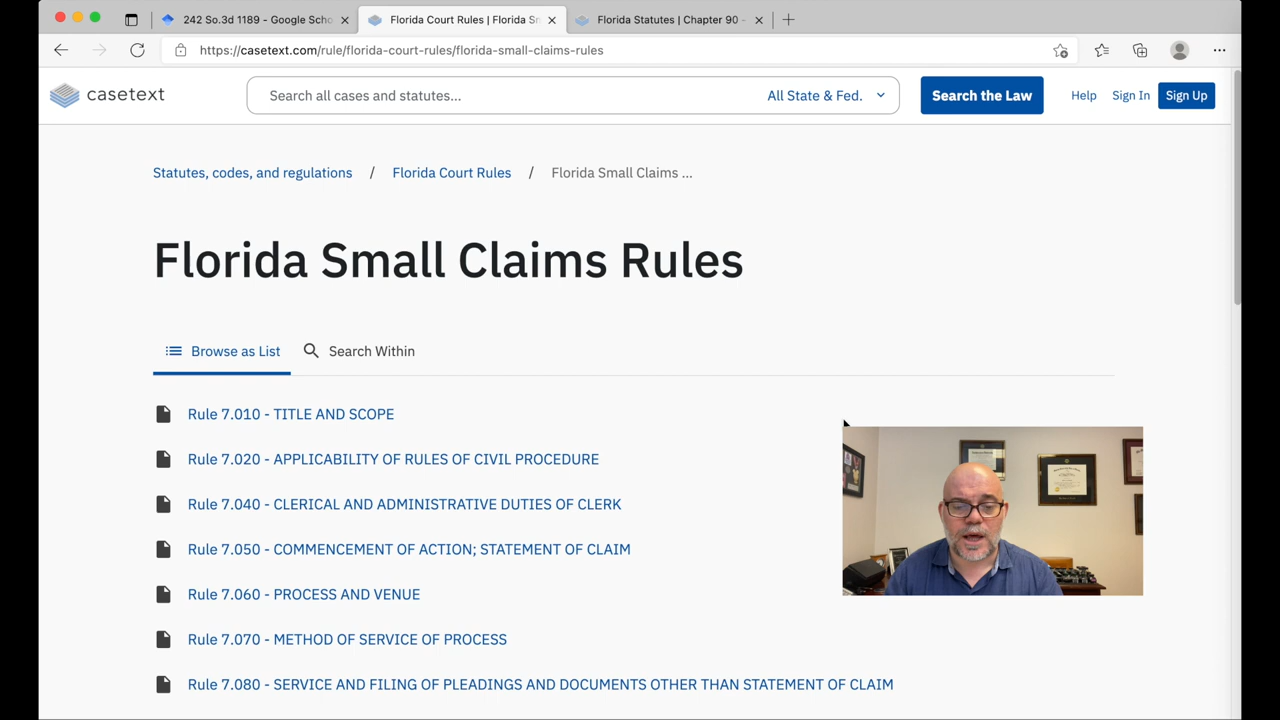 242 So.3d 1189 - Google Scho
Florida Court Rules | Florida Sn
Florida Statutes | Chapter 90 -
https://casetext.com/rule/florida-court-rules/florida-small-claims-rules
casetext
Search all cases and statutes...
All State & Fed.
Search the Law
Help
Sign In
Sign Up
Statutes, codes, and regulations / Florida Court Rules / Florida Small Claims ...
Florida Small Claims Rules
Browse as List
Search Within
Rule 7.010 - TITLE AND SCOPE
Rule 7.020 - APPLICABILITY OF RULES OF CIVIL PROCEDURE
Rule 7.040 - CLERICAL AND ADMINISTRATIVE DUTIES OF CLERK
Rule 7.050 - COMMENCEMENT OF ACTION; STATEMENT OF CLAIM
Rule 7.060 - PROCESS AND VENUE
Rule 7.070 - METHOD OF SERVICE OF PROCESS
Rule 7.080 - SERVICE AND FILING OF PLEADINGS AND DOCUMENTS OTHER THAN STATEMENT OF CLAIM